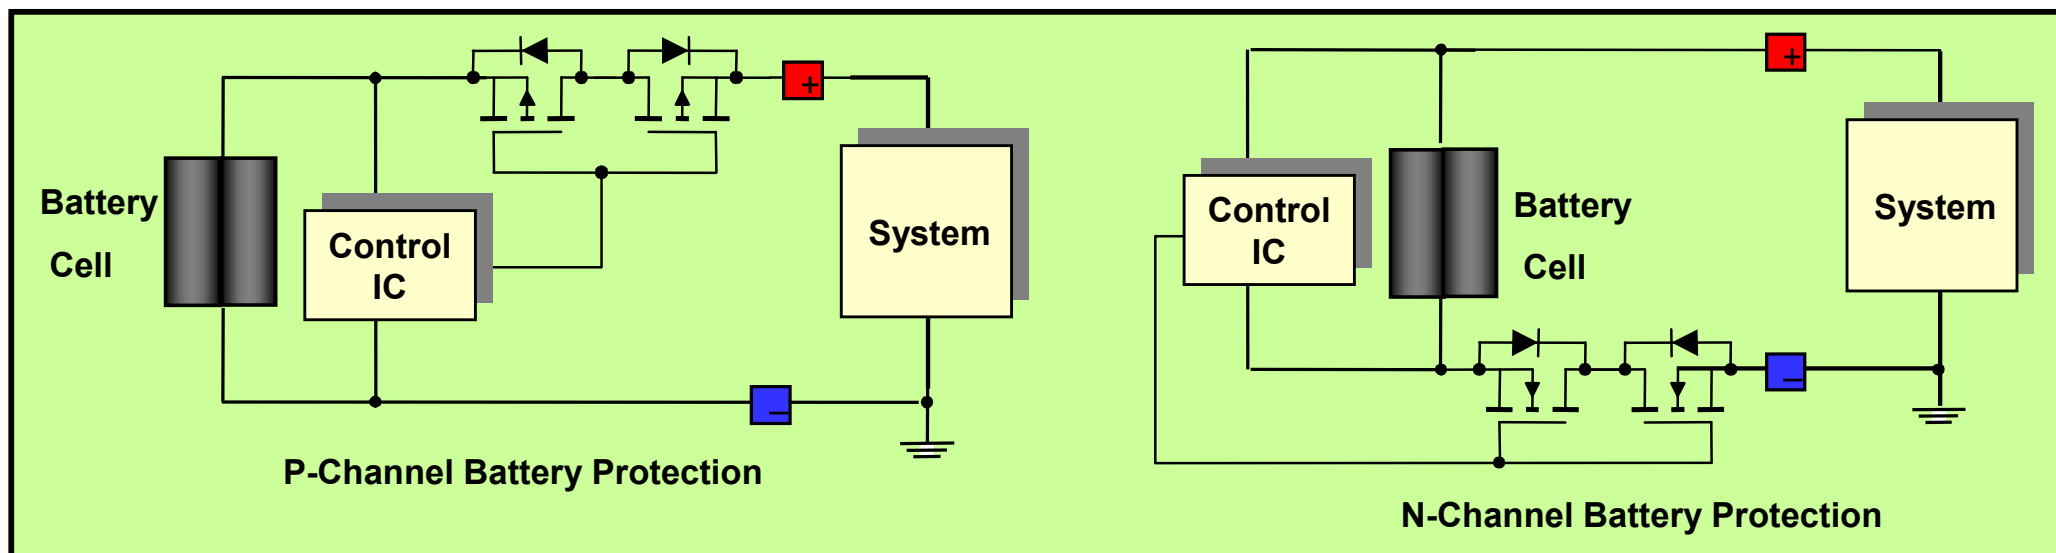 Battery
Cell
Control
IC
+
System
–
P-Channel Battery Protection
Control
IC
Battery
Cell
+
System
–
N-Channel Battery Protection